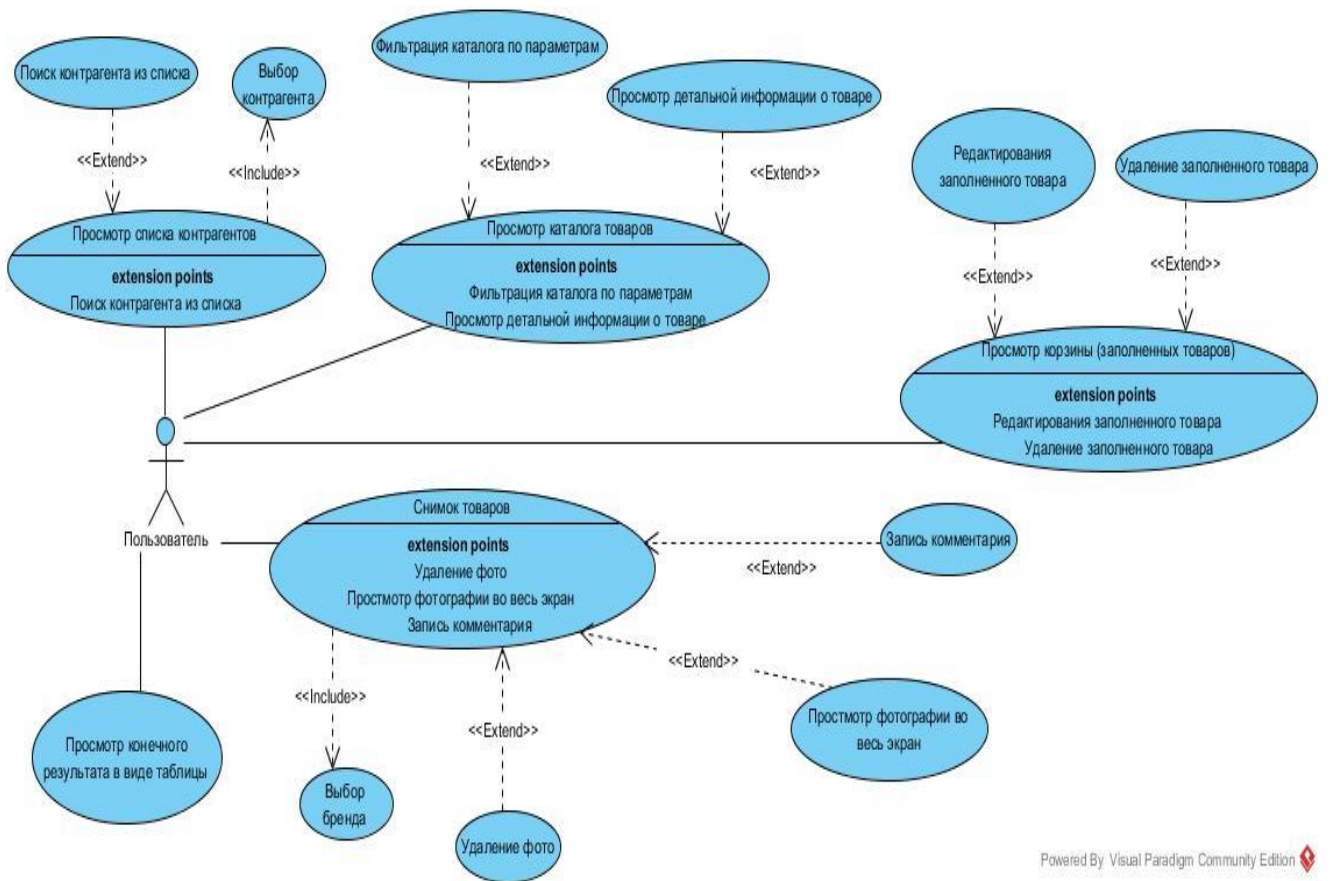 Фильтрация каталога по параметрам
Поиск контрагента из списка
Выбор
контрагента
Просмотр детальной информации о товаре
Редактирования
заполненного товара
Удаление заполненного товара
<<Extend>>
<<Include>>
<<Extend>>
<<Extend>>
<<Extend>>
<<Extend>>
Просмотр списка контрагентов
extension points
Поиск контрагента из списка
Просмотр каталога товаров
extension points
Фильтрация каталога по параметрам
Просмотр детальной информации о товаре
Просмотр корзины (заполненных товаров)
extension points
Редактирования заполненного товара
Удаление заполненного товара
Пользователь
Снимок товаров
extension points
Удаление фото
Простмотр фотографии во весь экран
Запись комментария
<<Extend>>
Запись комментария
<<Extend>>
<<Include>>
<<Extend>>
Простмотр фотографии во
весь экран
Просмотр конечного
результата в виде таблицы
Выбор
бренда
Удаление фото
Powered By Visual Paradigm Community Edition